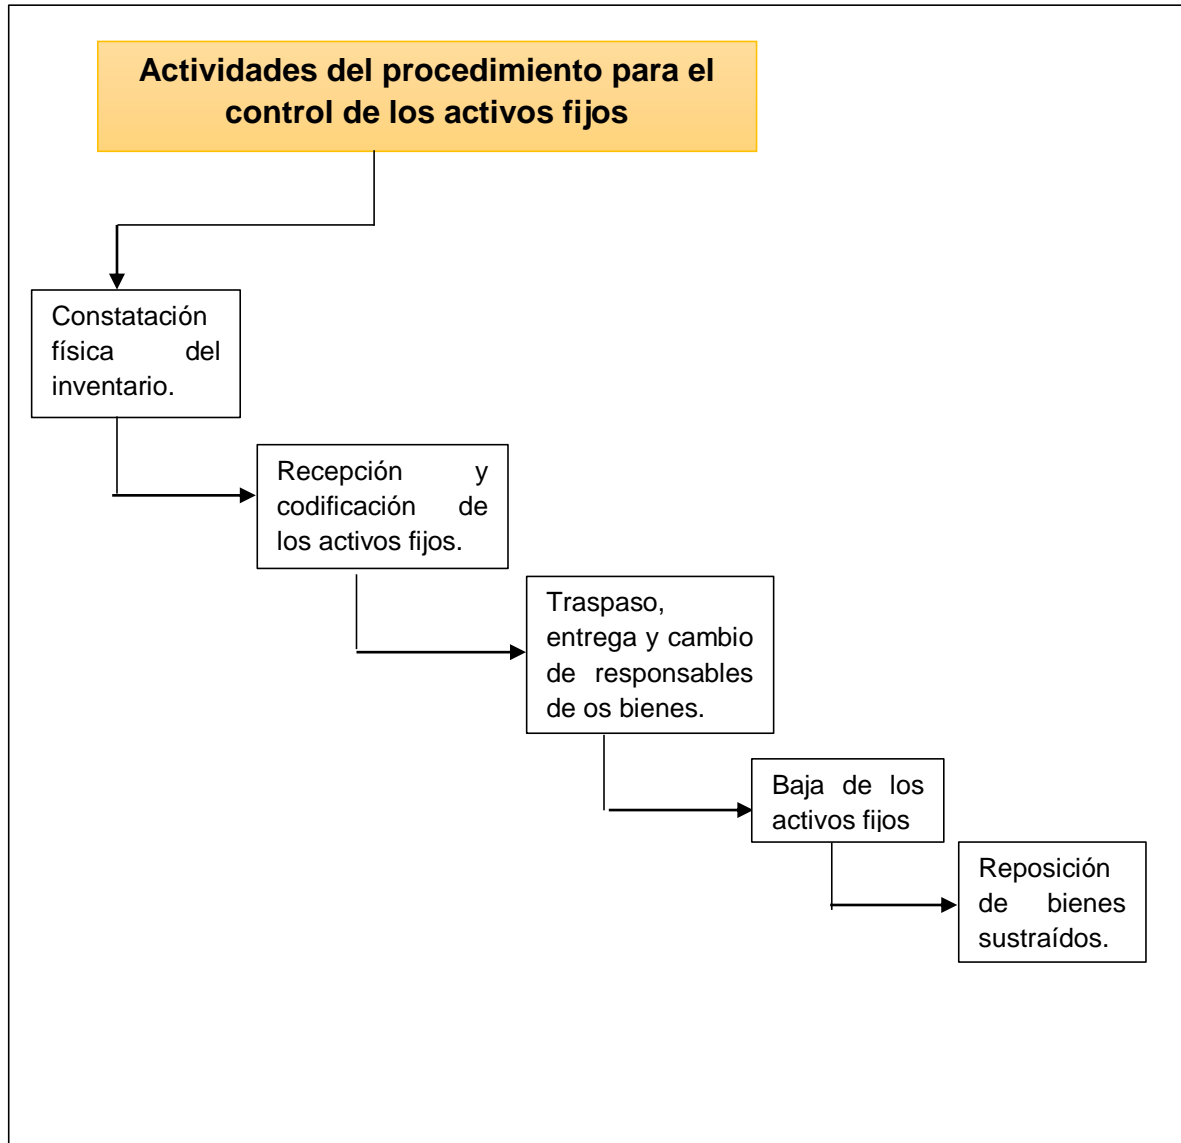 Actividades del procedimiento para el
control de los activos fijos
Constatación
física del
inventario.
Recepción y
codificación de
los activos fijos.
Traspaso,
entrega y cambio
de responsables
de os bienes.
Baja de los
activos fijos
Reposición
de bienes
sustraídos.